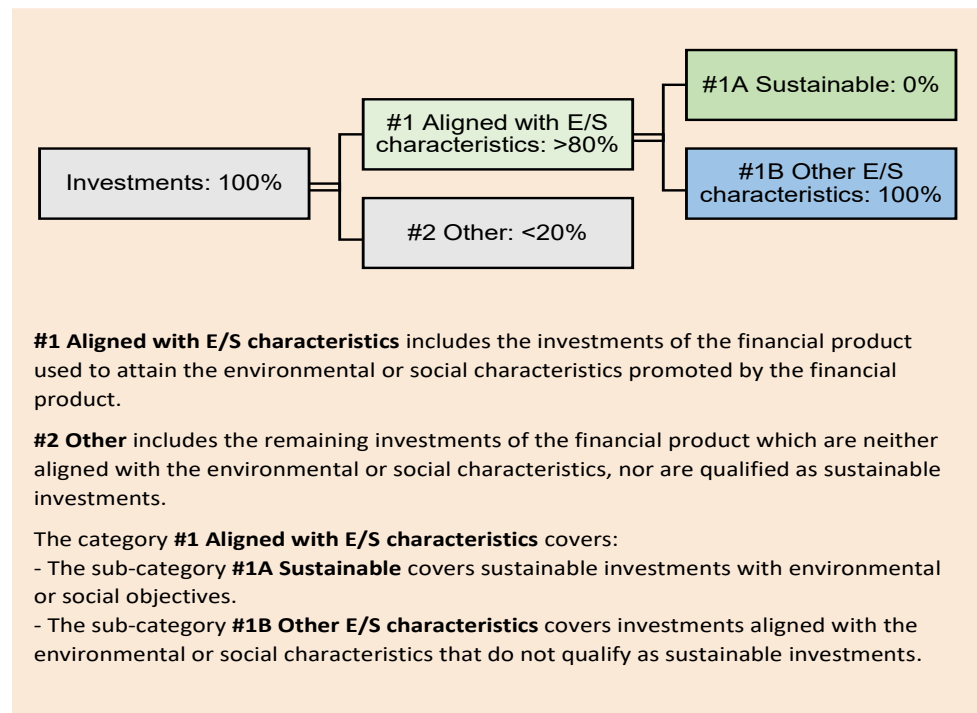 #1A Sustainable: 0%
#1 Aligned with E/S
characteristics: >80%
Investments: 100%
#1B Other E/S
characteristics: 100%
#2 Other: <20%
#1 Aligned with E/S characteristics includes the investments of the financial product
used to attain the environmental or social characteristics promoted by the financial
product.
#2 Other includes the remaining investments of the financial product which are neither
aligned with the environmental or social characteristics, nor are qualified as sustainable
investments.
The category #1 Aligned with E/S characteristics covers:
- The sub-category #1A Sustainable covers sustainable investments with environmental
or social objectives.
- The sub-category #1B Other E/S characteristics covers investments aligned with the
environmental or social characteristics that do not qualify as sustainable investments.